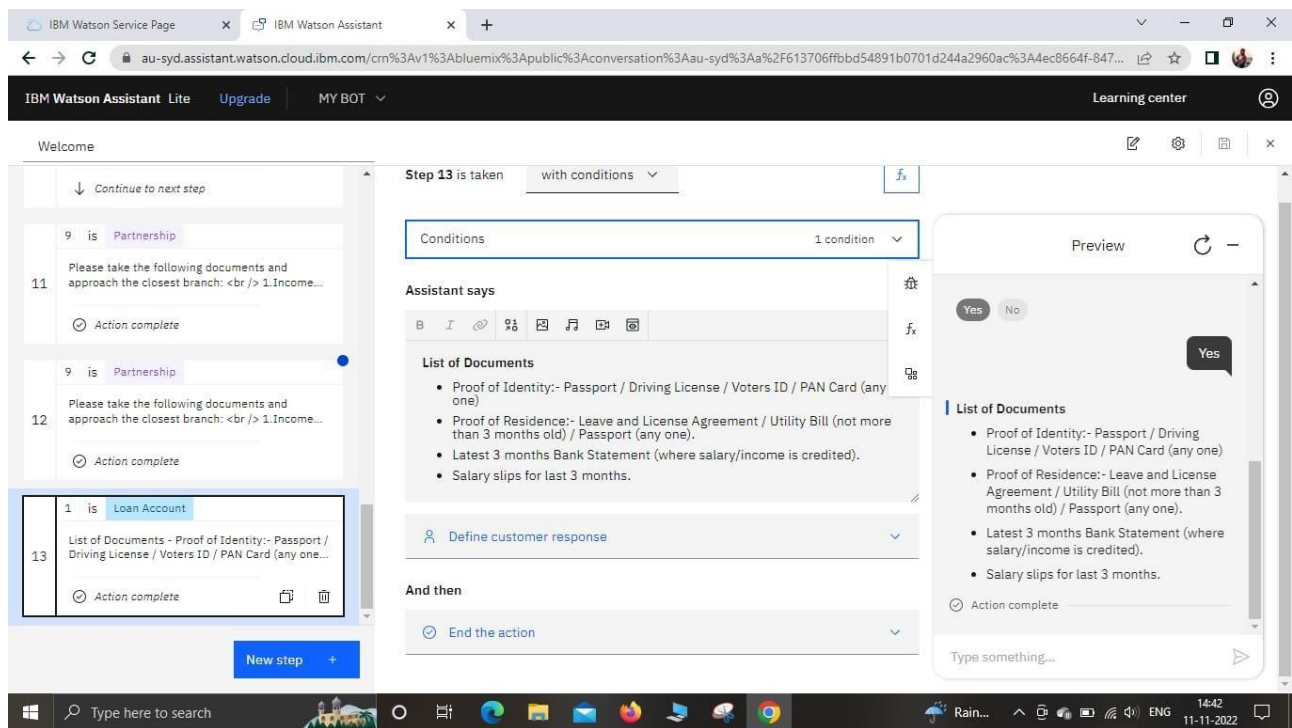 IBM Watson Service Page
IBM Watson Assistant
au-syd.assistant.watson.cloud.ibm.com/crn%3Av1%3Abluemix%3Apublic%3Aconversation%3Aau-syd%3Aa%2F613706ffbbd54891b0701d244a2960ac%3A4ec8664f-847...
IBM Watson Assistant Lite Upgrade MY BOT Learning center
Welcome
Continue to next step
9 is Partnership
11
Please take the following documents and
approach the closest branch: <br /> 1.Income...
Action complete
9 is Partnership
12
Please take the following documents and
approach the closest branch: <br /> 1.Income...
Action complete
1 is Loan Account
13
List of Documents - Proof of Identity:- Passport /
Driving License / Voters ID / PAN Card (any one...
Action complete
New step +
Step 13 is taken with conditions fx
Conditions 1 condition
Assistant says
B I
fx
List of Documents
• Proof of Identity:- Passport / Driving License / Voters ID / PAN Card (any
one)
• Proof of Residence:- Leave and License Agreement / Utility Bill (not more
than 3 months old) / Passport (any one).
• Latest 3 months Bank Statement (where salary/income is credited).
• Salary slips for last 3 months.
Define customer response
And then
End the action
Preview
Yes No
Yes
List of Documents
• Proof of Identity:- Passport / Driving
License / Voters ID / PAN Card (any one)
• Proof of Residence:- Leave and License
Agreement / Utility Bill (not more than 3
months old) / Passport (any one).
• Latest 3 months Bank Statement (where
salary/income is credited).
• Salary slips for last 3 months.
Action complete
Type something...
Type here to search
Rain...
ENG
14:42
11-11-2022